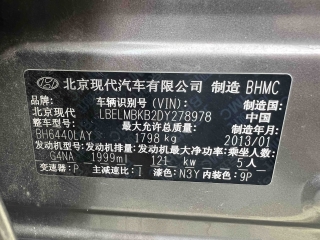 北京现代汽车有限公司 制造 BHMC
品牌: 车辆识别号(VIN): 制造国:
北京现代 LBELMBKB2DY278978 中国
车辆型号: 最大允许总质量: 生产年月:
BH6440LAY 1798 kg 2013/01
发动机型号: 发动机排量: 发动机最大净功率: 乘坐人数:
G4NA 1999ml 121 kw 5人
变速器: P 主减速比: I 漆色: N3Y 内装色: 9P